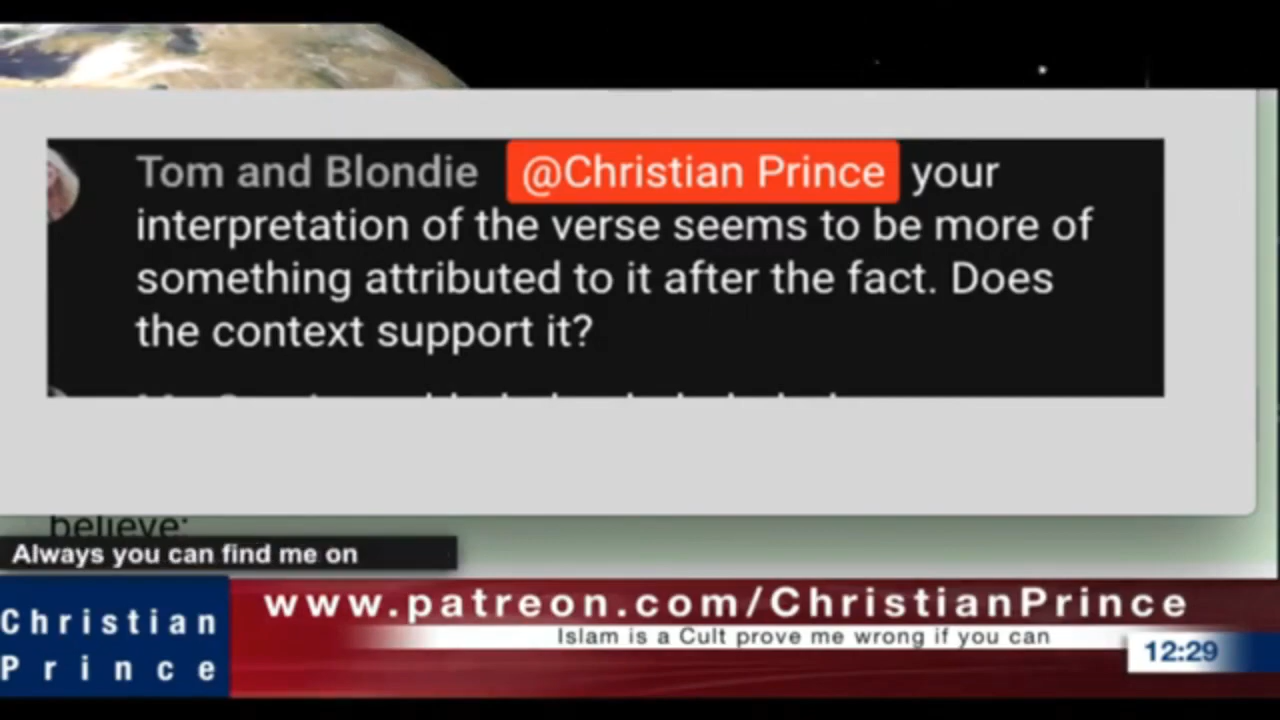 Tom and Blondie @Christian Prince your
interpretation of the verse seems to be more of
something attributed to it after the fact. Does
the context support it?
believe:
Always you can find me on
Christian
Prince
www.patreon.com/ChristianPrince
Islam is a Cult prove me wrong if you can
12:29